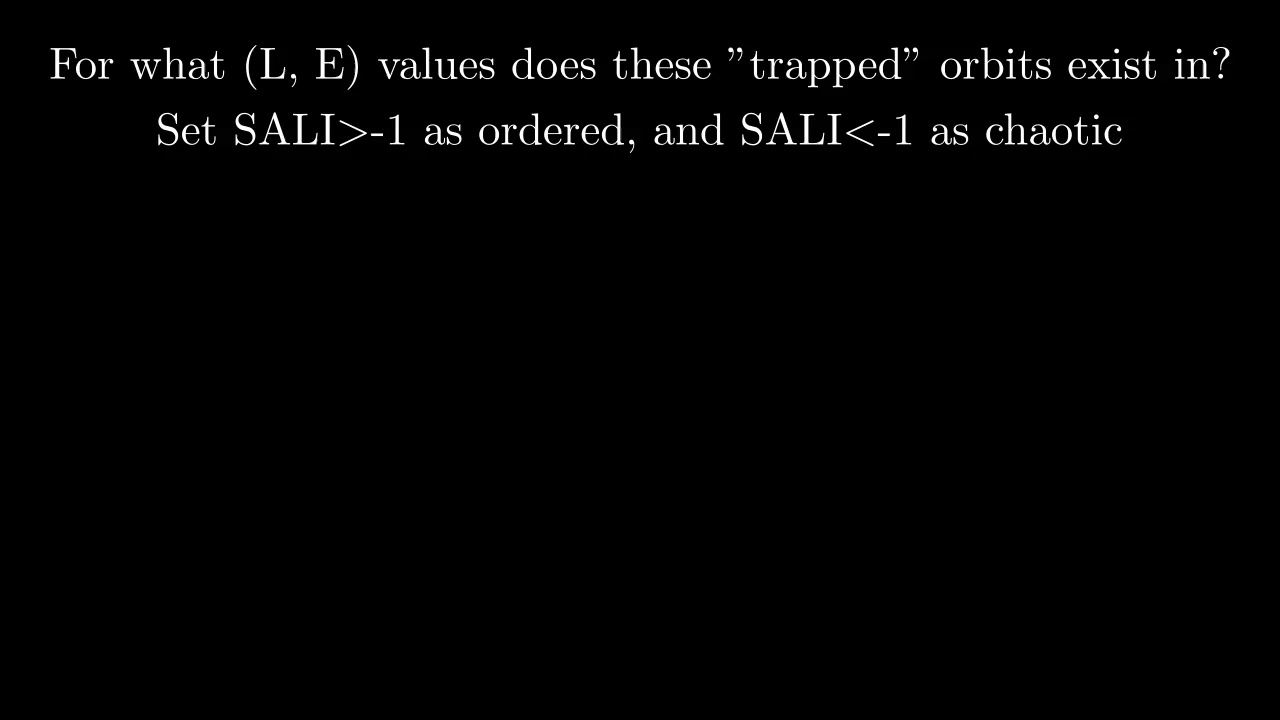 For what (L, E) values does these ”trapped” orbits exist in?
Set SALI>-1 as ordered, and SALI<-1 as chaotic